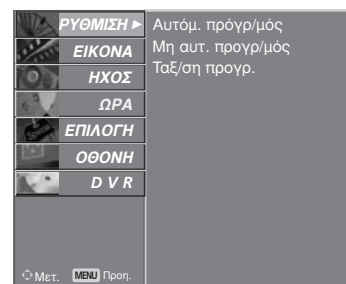 ΡΥΘΜΙΣΗ ►
ΕΙΚΟΝΑ
ΗΧΟΣ
ΩΡΑ
ΕΠΙΛΟΓΗ
ΟΘΟΝΗ
D V R
Αυτόμ. πρόγρ/μός
Μη αυτ. προγρ/μός
Ταξ/ση προγρ.
Μετ. MENU Προη.